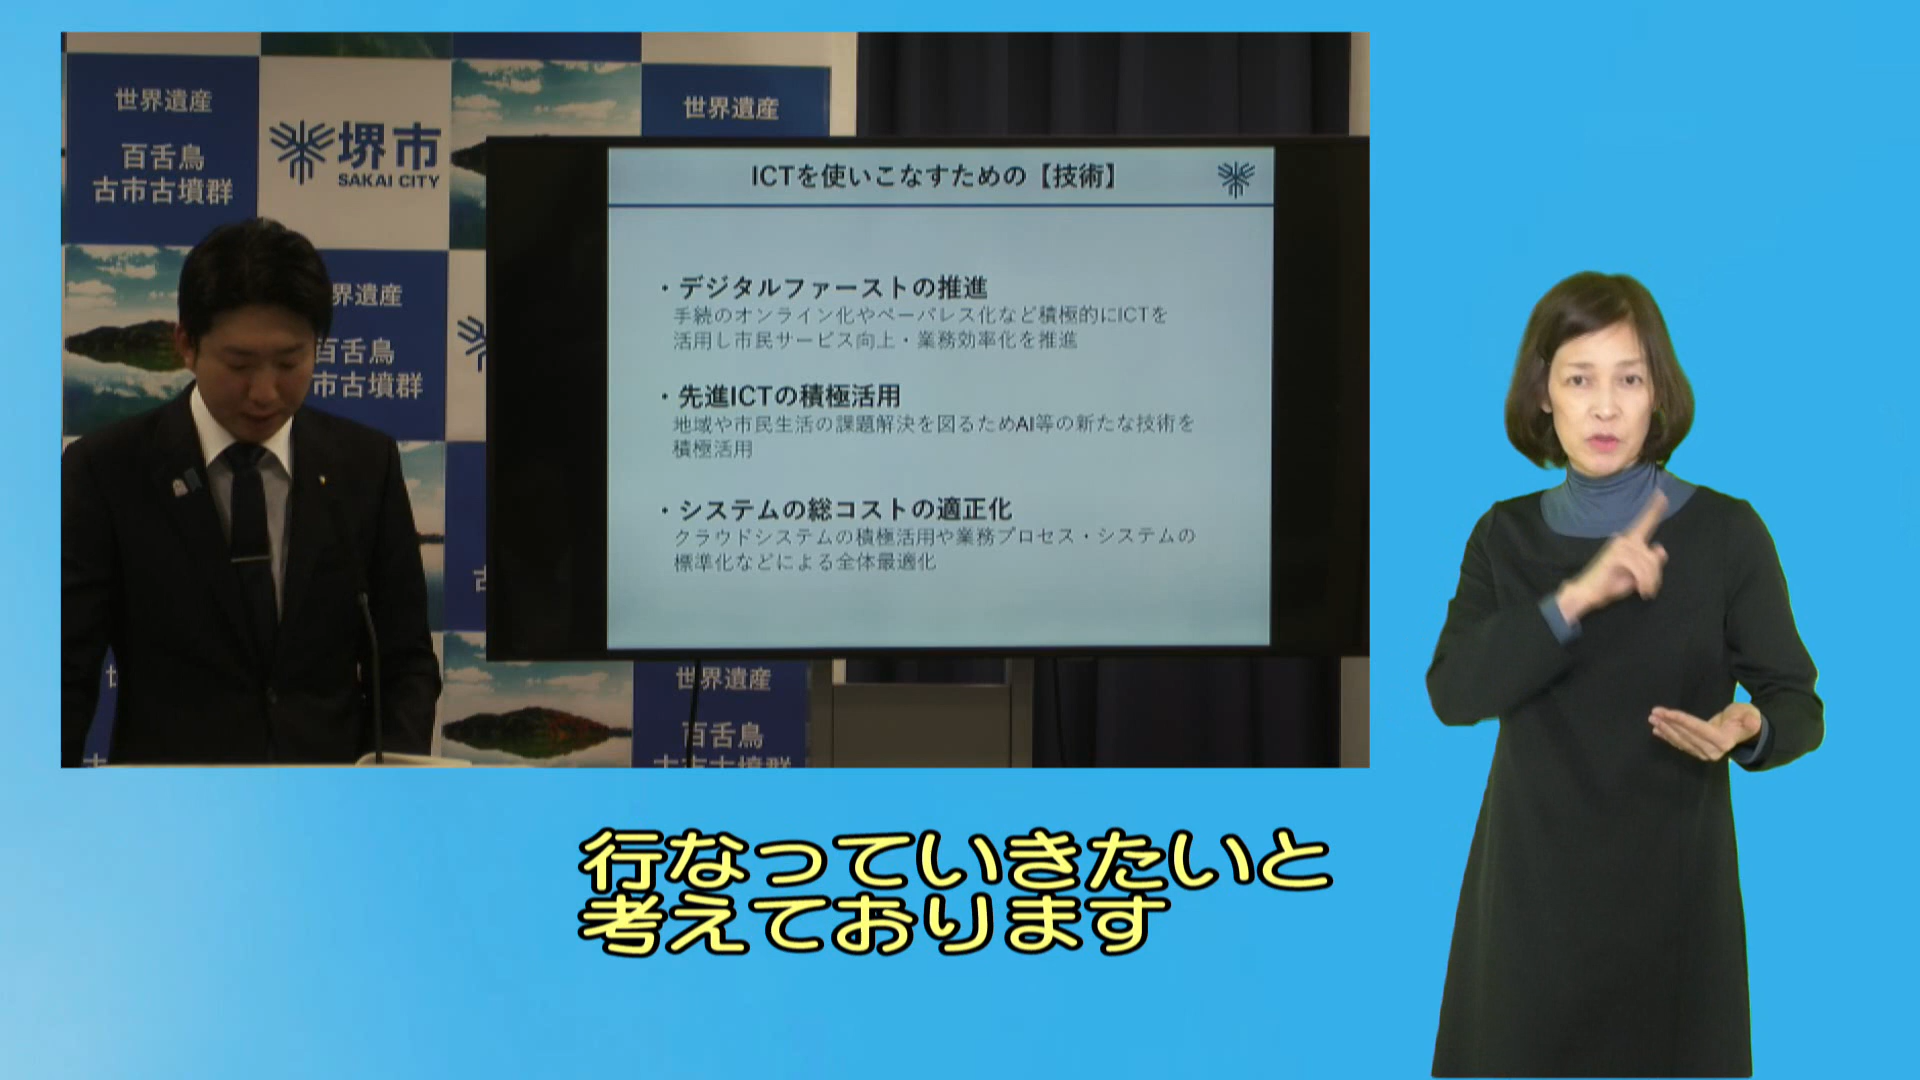 世界遺産
百舌鳥
古市古墳群
堺市
SAKAI CITY
世界遺産
界遺産
百舌鳥
市古墳群
世界遺産
百舌鳥
ICTを使いこなすための【技術】
・デジタルファーストの推進
手続のオンライン化やペーパレス化など積極的にICTを
活用し市民サービス向上・業務効率化を推進
・先進ICTの積極活用
地域や市民生活の課題解決を図るためAI等の新たな技術を
積極活用
・システムの総コストの適正化
クラウドシステムの積極活用や業務プロセス・システムの
標準化などによる全体最適化
行なっていきたいと
考えております